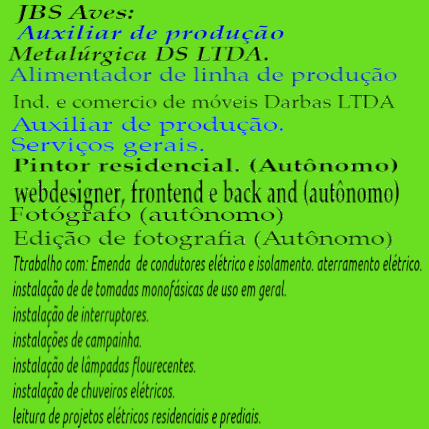 JBS Aves:
Auxiliar de produção
Metalúrgica DS LTDA.
Alimentador de linha de produção
Ind. e comercio de móveis Darbas LTDA
Auxiliar de produção.
Serviços gerais.
Pintor residencial. (Autônomo)
webdesigner, frontend e back and (autônomo)
Fotógrafo (autônomo)
Edição de fotografia (Autônomo)
Ttrabalho com: Emenda de condutores elétrico e isolamento. aterramento elétrico.
instalação de de tomadas monofásicas de uso em geral.
instalação de interruptores.
instalações de campainha.
instalação de lâmpadas flourecentes.
instalação de chuveiros elétricos.
leitura de projetos elétricos residenciais e prediais.